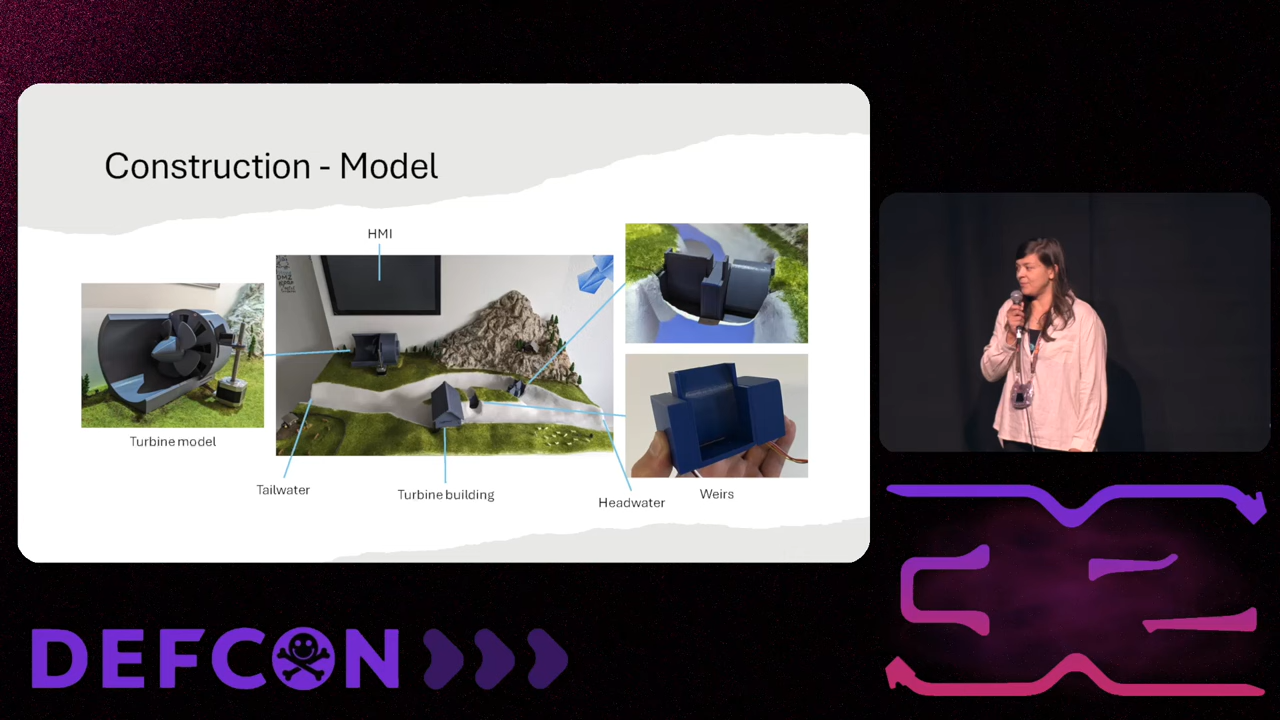 Construction - Model
HMI
Turbine model
Tailwater
Turbine building
Headwater
Weirs
DEFCON